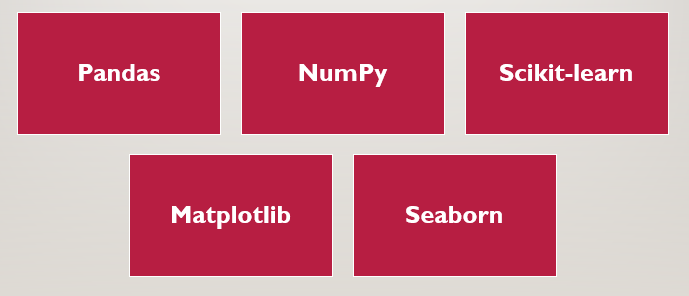 Pandas
NumPy
Scikit-learn
Matplotlib
Seaborn